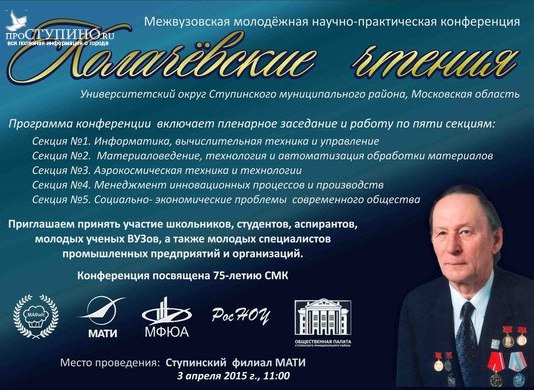 проСТУПИНО.RU
вся полезная информация о городе
Межвузовская молодёжная научно-практическая конференция
Колачёвские чтения
Университетский округ Ступинского муниципального района, Московская область
Программа конференции включает пленарное заседание и работу по пяти секциям:
Секция №1. Информатика, вычислительная техника и управление
Секция №2. Материаловедение, технология и автоматизация обработки материалов
Секция №3. Аэрокосмическая техника и технологии
Секция №4. Менеджмент инновационных процессов и производств
Секция №5. Социально- экономические проблемы современного общества
Приглашаем принять участие школьников, студентов, аспирантов,
молодых ученых ВУЗов, а также молодых специалистов
промышленных предприятий и организаций.
Конференция посвящена 75-летию СМК
МАТИ
МФЮА
РосНОУ
ОБЩЕСТВЕННАЯ ПАЛАТА
СТУПИНСКОГО МУНИЦИПАЛЬНОГО РАЙОНА
Место проведения: Ступинский филиал МАТИ
3 апреля 2015 г., 11:00